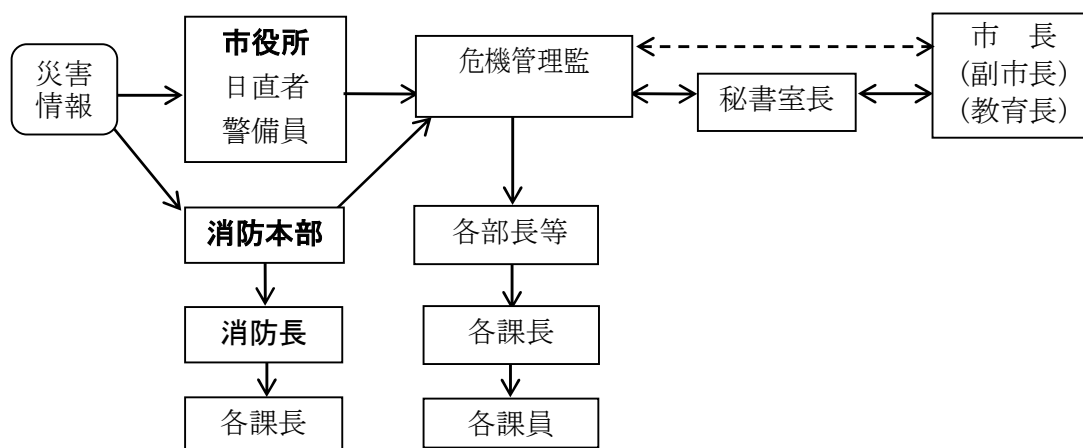 災害
情報
市役所
日直者
警備員
危機管理監
秘書室長
市　長
(副市長)
(教育長)
消防本部
各部長等
消防長
各課長
各課長
各課員